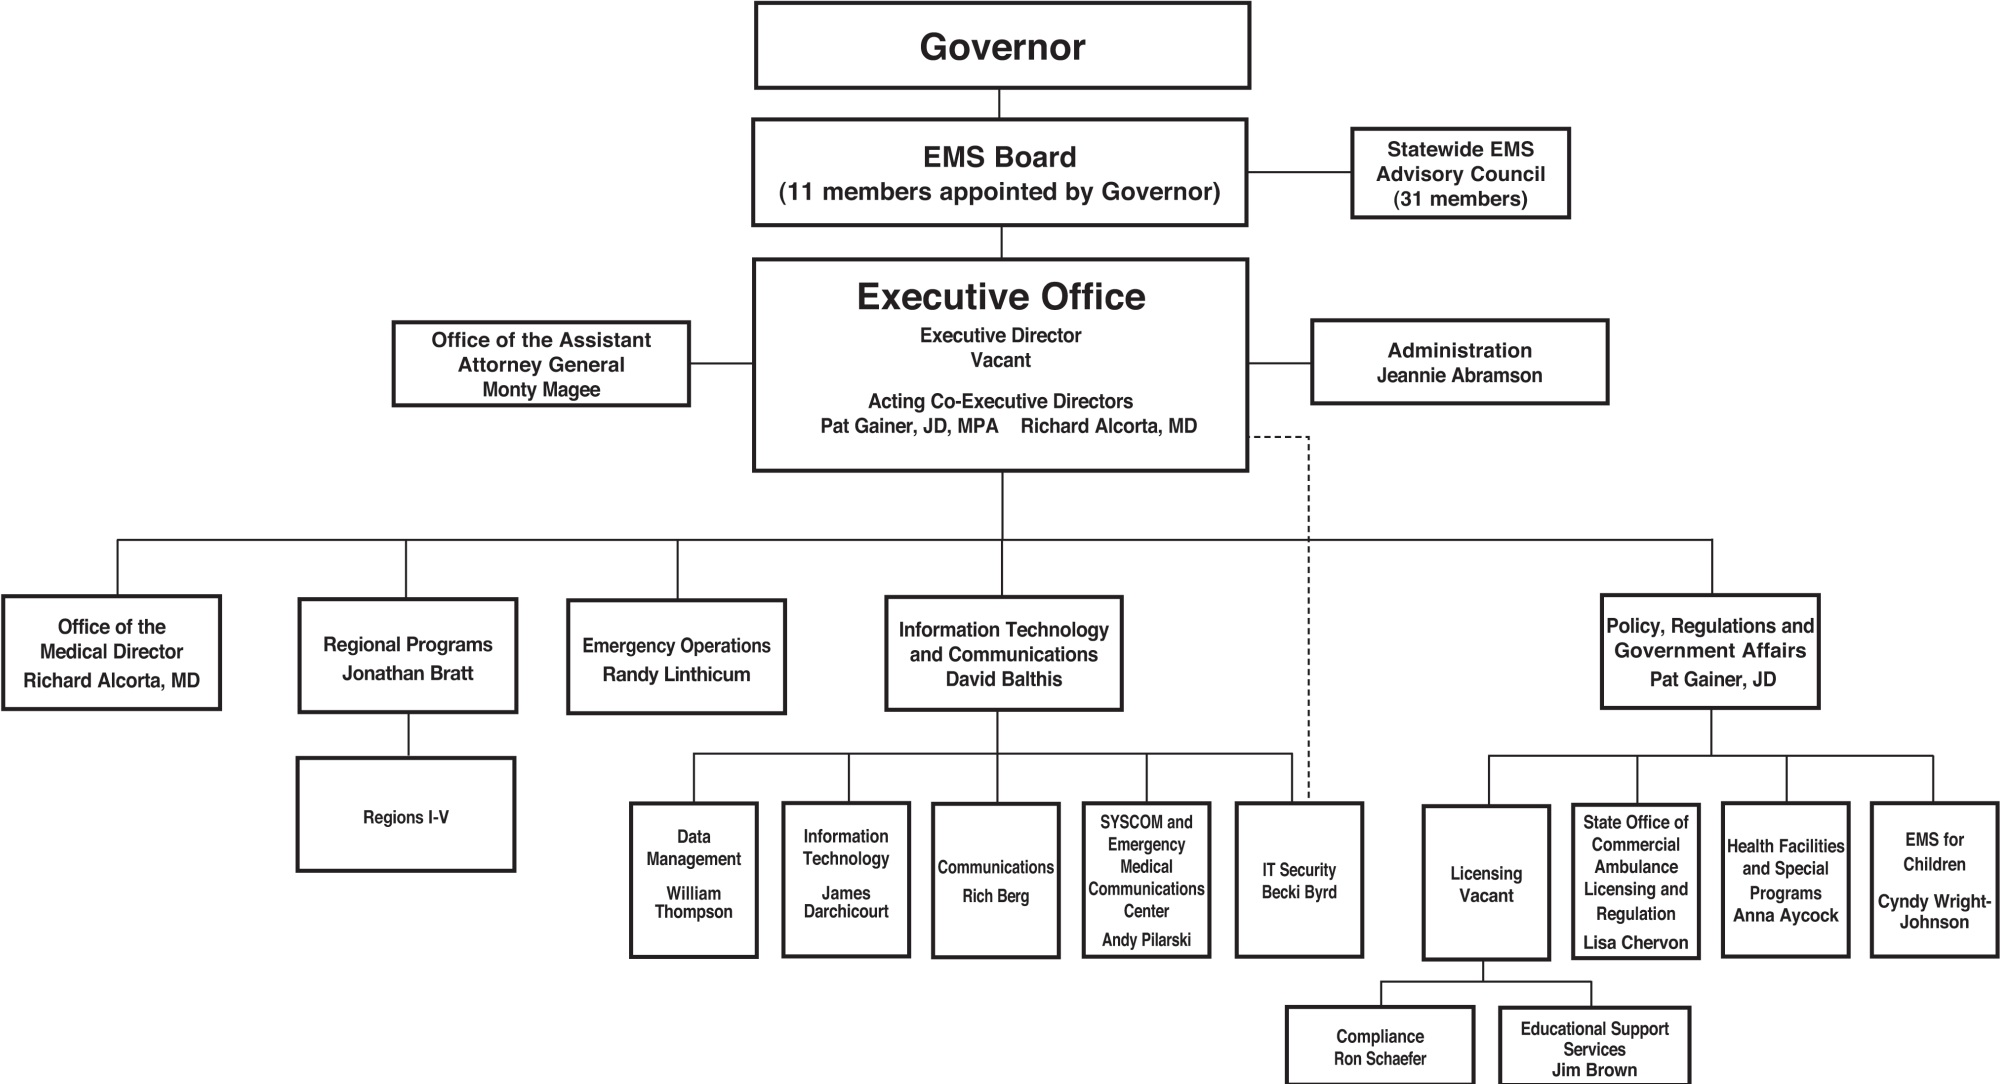 Governor
EMS Board
(11 members appointed by Governor)
Statewide EMS
Advisory Council
(31 members)
Executive Office
Executive Director
Vacant
Acting Co-Executive Directors
Pat Gainer, JD, MPA Richard Alcorta, MD
Office of the Assistant
Attorney General
Monty Magee
Administration
Jeannie Abramson
Office of the
Medical Director
Richard Alcorta, MD
Regional Programs
Jonathan Bratt
Emergency Operations
Randy Linthicum
Information Technology
and Communications
David Balthis
Policy, Regulations and
Government Affairs
Pat Gainer, JD
Regions I-V
Data
Management
William
Thompson
Information
Technology
James
Darchicourt
Communications
Rich Berg
SYSCOM and
Emergency
Medical
Communications
Center
Andy Pilarski
IT Security
Becki Byrd
Licensing
Vacant
State Office of
Commercial
Ambulance
Licensing and
Regulation
Lisa Chervon
Health Facilities
and Special
Programs
Anna Aycock
EMS for
Children
Cyndy Wright-
Johnson
Compliance
Ron Schaefer
Educational Support
Services
Jim Brown